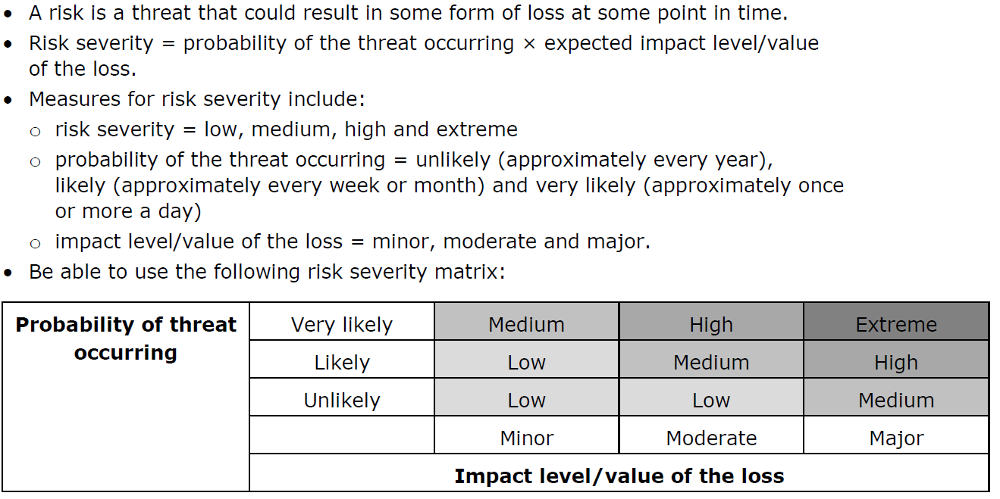 • A risk is a threat that could result in some form of loss at some point in time.
• Risk severity = probability of the threat occurring × expected impact level/value
of the loss.
• Measures for risk severity include:
o risk severity = low, medium, high and extreme
o probability of the threat occurring = unlikely (approximately every year),
likely (approximately every week or month) and very likely (approximately once
or more a day)
o impact level/value of the loss = minor, moderate and major.
• Be able to use the following risk severity matrix:
Probability of threat
occurring
Very likely Medium High Extreme
Likely Low Medium High
Unlikely Low Low Medium
Minor Moderate Major
Impact level/value of the loss